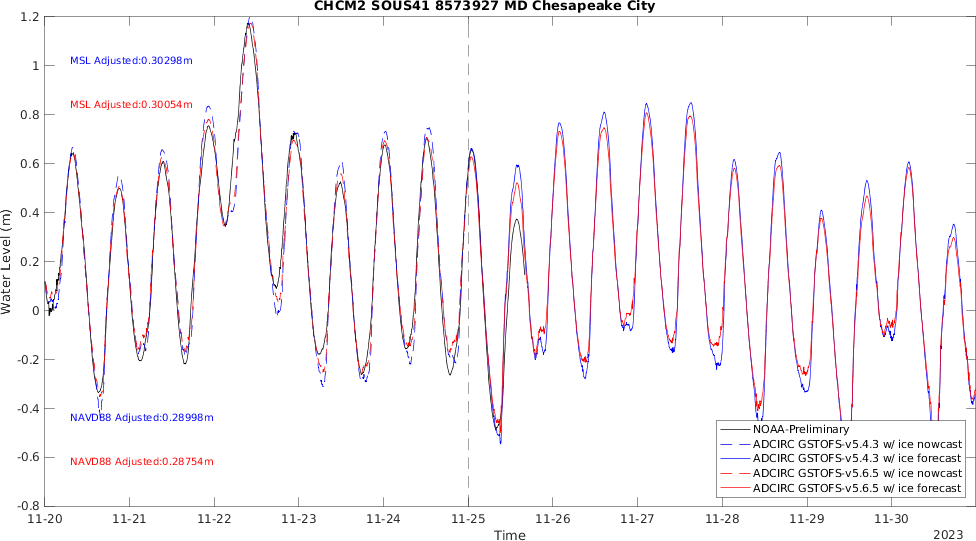 CHCM2 SOUS41 8573927 MD Chesapeake City
1.2
1
0.8
0.6
0.4
0.2
0
-0.2
-0.4
-0.6
-0.8
Water Level (m)
MSL Adjusted:0.30298m
MSL Adjusted:0.30054m
NAVD88 Adjusted:0.28998m
NAVD88 Adjusted:0.28754m
NOAA-Preliminary
ADCIRC GSTOFS-v5.4.3 w/ ice nowcast
ADCIRC GSTOFS-v5.4.3 w/ ice forecast
ADCIRC GSTOFS-v5.6.5 w/ ice nowcast
ADCIRC GSTOFS-v5.6.5 w/ ice forecast
11-20 11-21 11-22 11-23 11-24 11-25 11-26 11-27 11-28 11-29 11-30
Time
2023